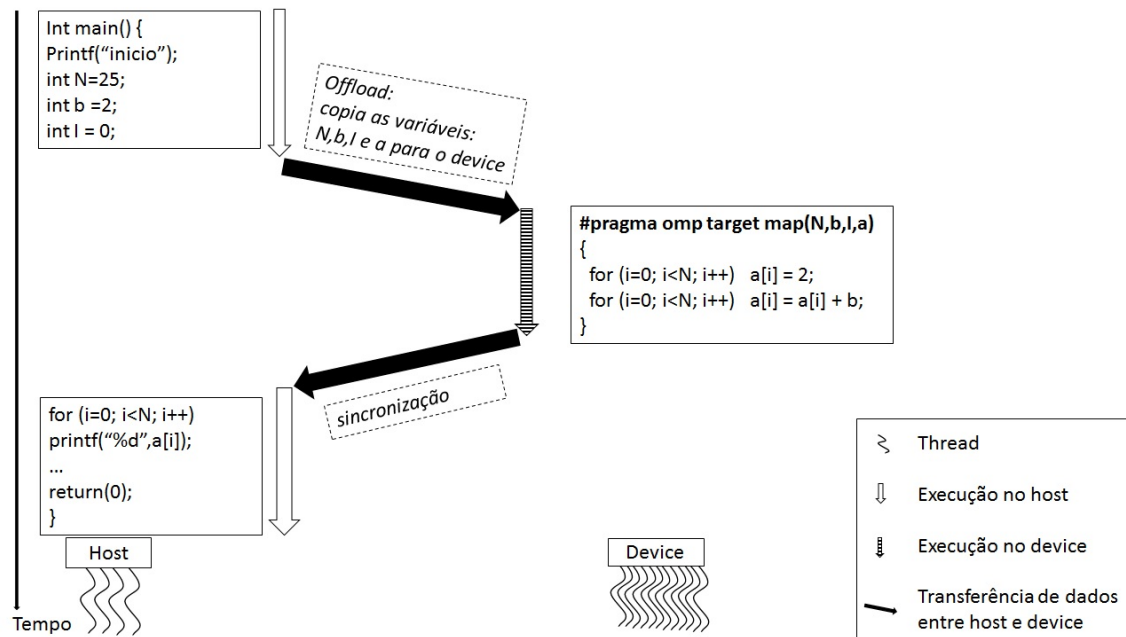 Int main() {
Printf(“inicio”);
int N=25;
int b =2;
int I = 0;
Offload:
copia as variáveis:
N,b,I e a para o device
#pragma omp target map(N,b,I,a)
{
for (i=0; i<N; i++)   a[i] = 2;
for (i=0; i<N; i++)   a[i] = a[i] + b;
}
sincronização
for (i=0; i<N; i++)
printf(“%d”,a[i]);
...
return(0);
}
Host
Device
Tempo
Thread
Execução no host
Execução no device
Transferência de dados
entre host e device